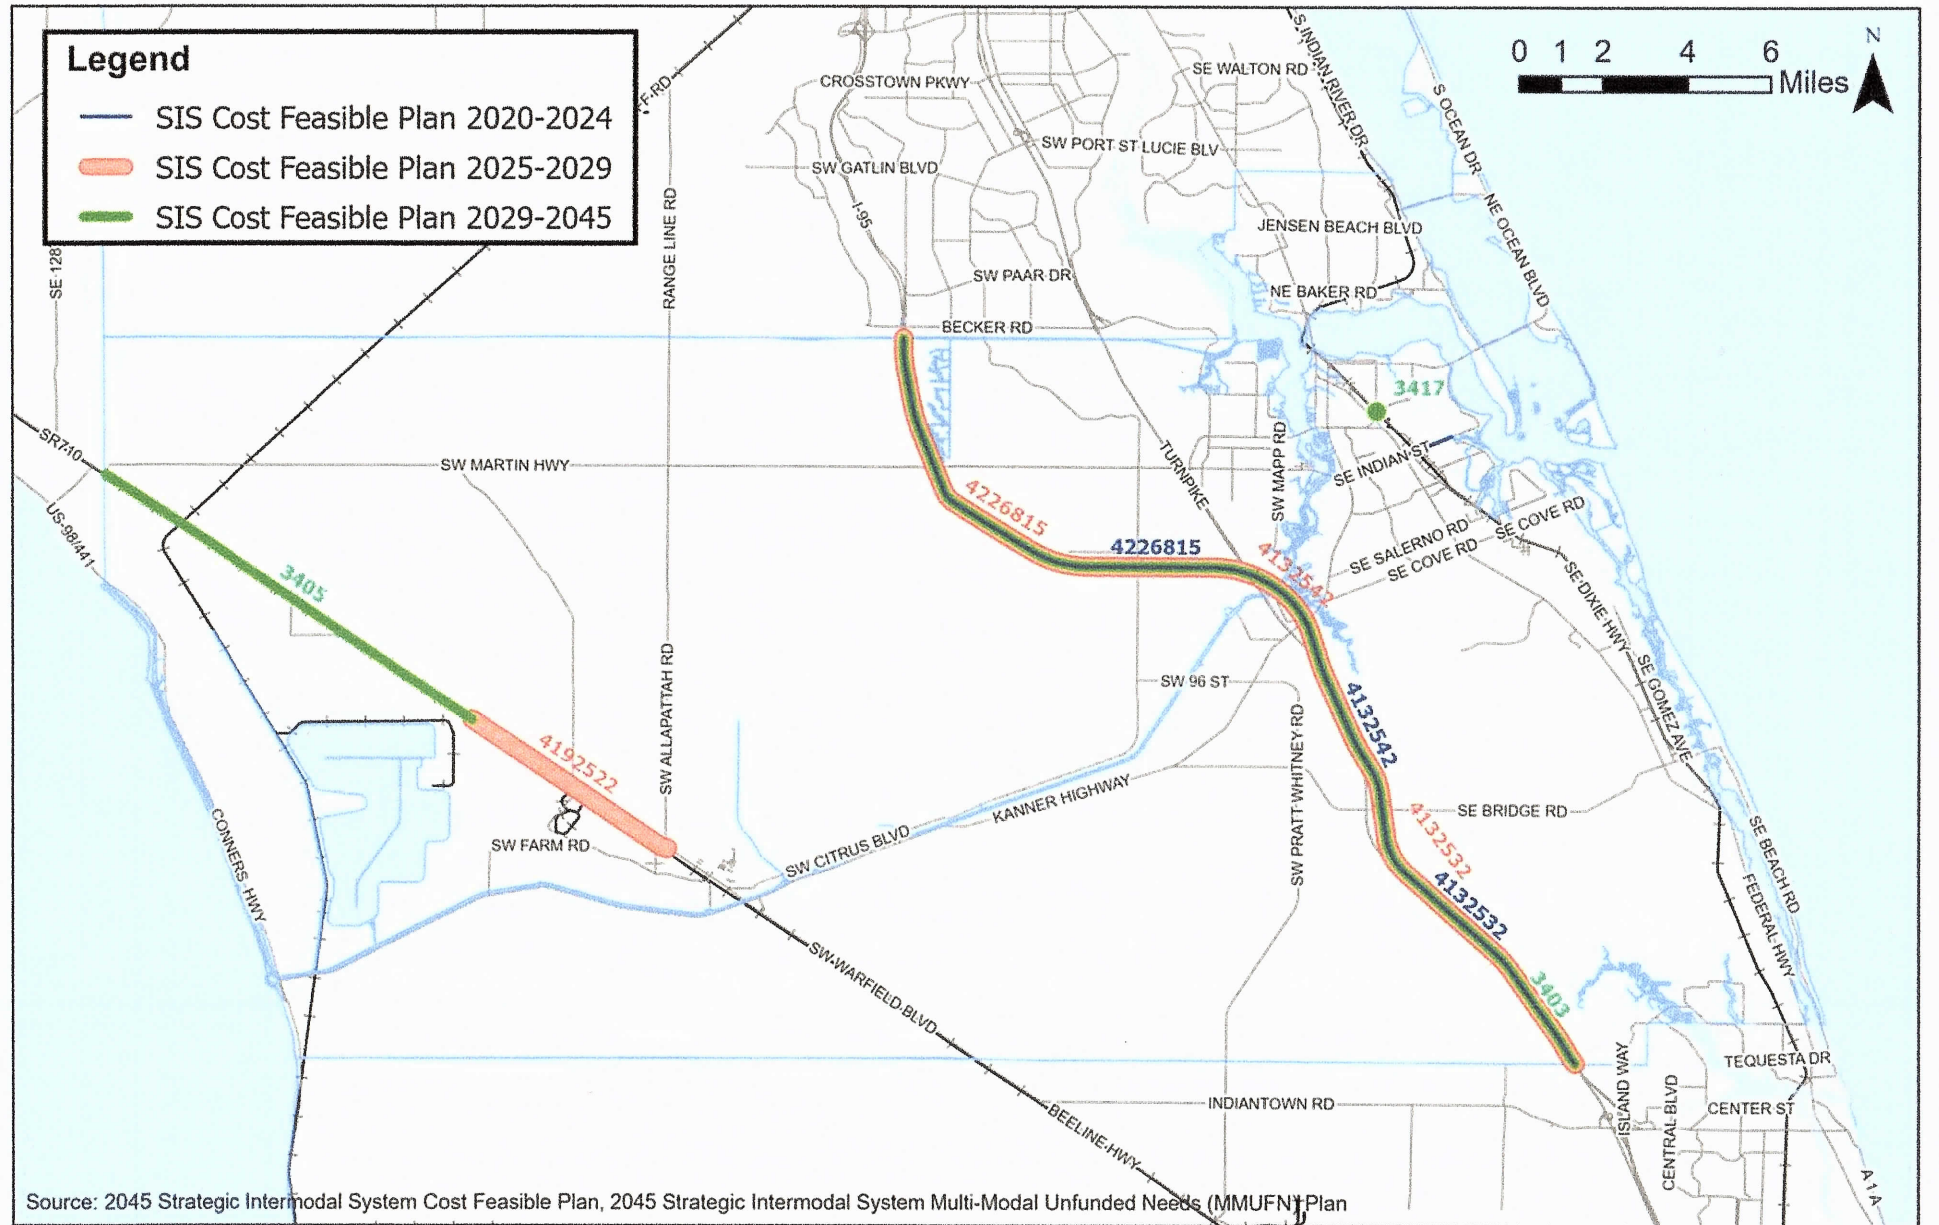 Legend
SIS Cost Feasible Plan 2020-2024
SIS Cost Feasible Plan 2025-2029
SIS Cost Feasible Plan 2029-2045
0 1 2 4 6 Miles
N
S INDIAN RIVER DR
SE WALTON RD
CROSSTOWN PKWY
F-RD
S OCEAN DR
SW PORT ST LUCIE BLV
SW GATLIN BLVD
I-95
RANGE LINE RD
NE OCEAN BLVD
JENSEN BEACH BLVD
SE 128
SW PAAR DR
NE BAKER RD
BECKER RD
3417
SR710
SW MARTIN HWY
TURNPIKE
SW MAPP RD
SE INDIAN ST
US-98/441
4226815
4226815
4132542
SE SALERNO RD
SE COVE RD
SE COVE RD
3405
SE DIXIE HWY
SW ALLAPATTAH RD
SW 96 ST
4132542
SE GOMEZ AVE
4192522
SW PRATT WHITNEY RD
KANNER HIGHWAY
SE BRIDGE RD
CONNERS HWY
SW FARM RD
SW CITRUS BLVD
4132532
4132532
SE BEACH RD
FEDERAL HWY
SW WARFIELD BLVD
3403
TEQUESTA DR
ISLAND WAY
CENTRAL BLVD
INDIANTOWN RD
CENTER ST
BEELINE HWY
A1A
Source: 2045 Strategic Intermodal System Cost Feasible Plan, 2045 Strategic Intermodal System Multi-Modal Unfunded Needs (MMUFN) Plan